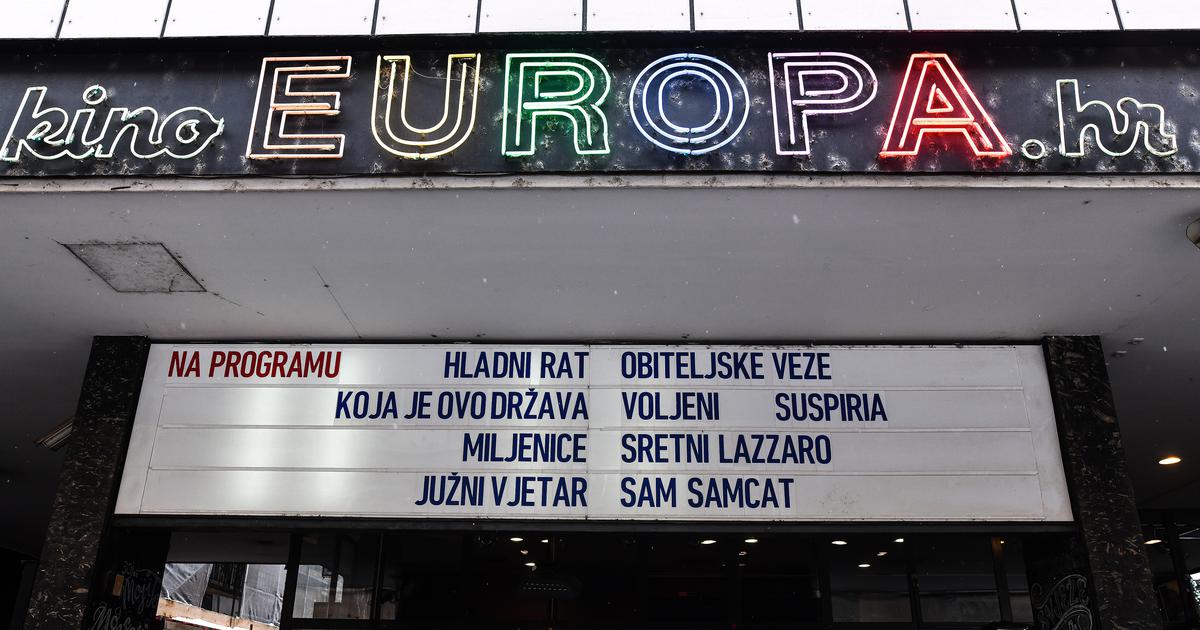 kino EUROPA.hr
NA PROGRAMU HLADNI RAT OBITELJSKE VEZE
KOJA JE OVO DRŽAVA VOLJENI SUSPIRIA
MILJENICE SRETNI LAZZARO
JUŽNI VJETAR SAM SAMCAT